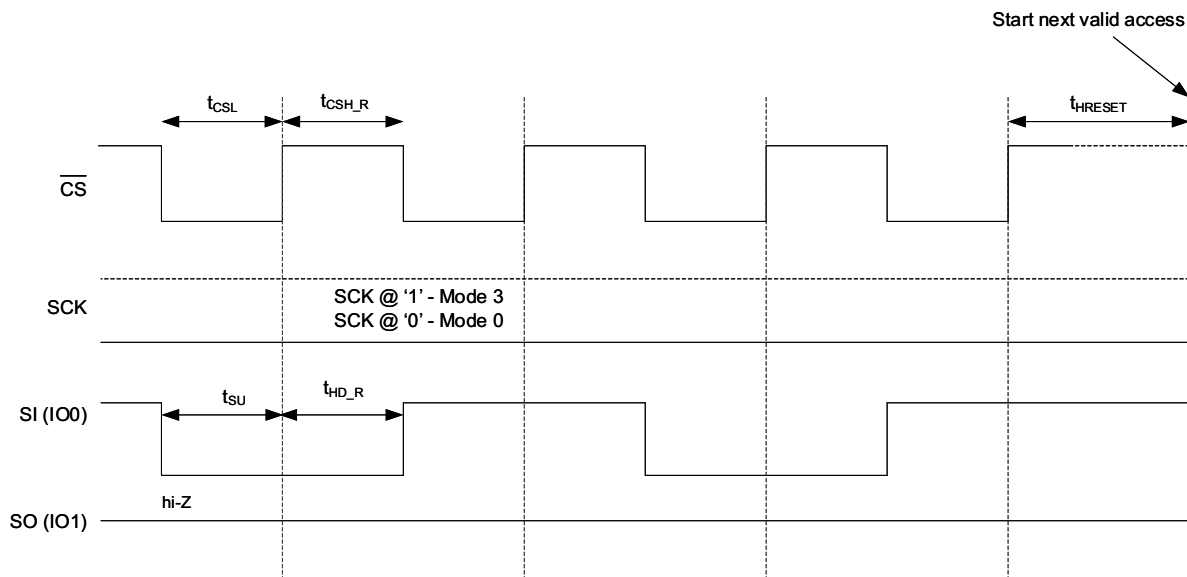 Start next valid access
tCSL
tCSH_R
tHRESET
CS
SCK
SCK @ ‘1’ - Mode 3
SCK @ ‘0’ - Mode 0
tSU
tHD_R
SI (IO0)
hi-Z
SO (IO1)